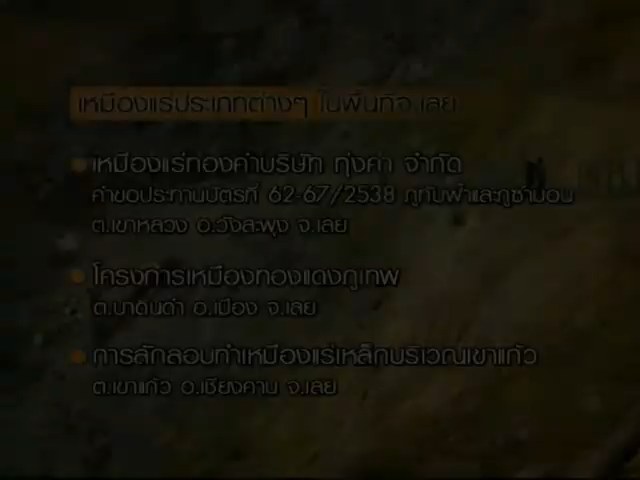 เหมืองแร่ประเภทต่างๆ ในพื้นที่จ.เลย
เหมืองแร่ทองคำบริษัท ทุ่งคำ จำกัด
คำขอประทานบัตรที่ 62-67/2538 ภูทับฟ้าและภูซำบอน
ต.เขาหลวง อ.วังสะพุง จ.เลย
โครงการเหมืองทองแดงภูเทพ
ต.นาดินดำ อ.เมือง จ.เลย
การลักลอบทำเหมืองแร่เหล็กบริเวณเขาแก้ว
ต.เขาแก้ว อ.เชียงคาน จ.เลย